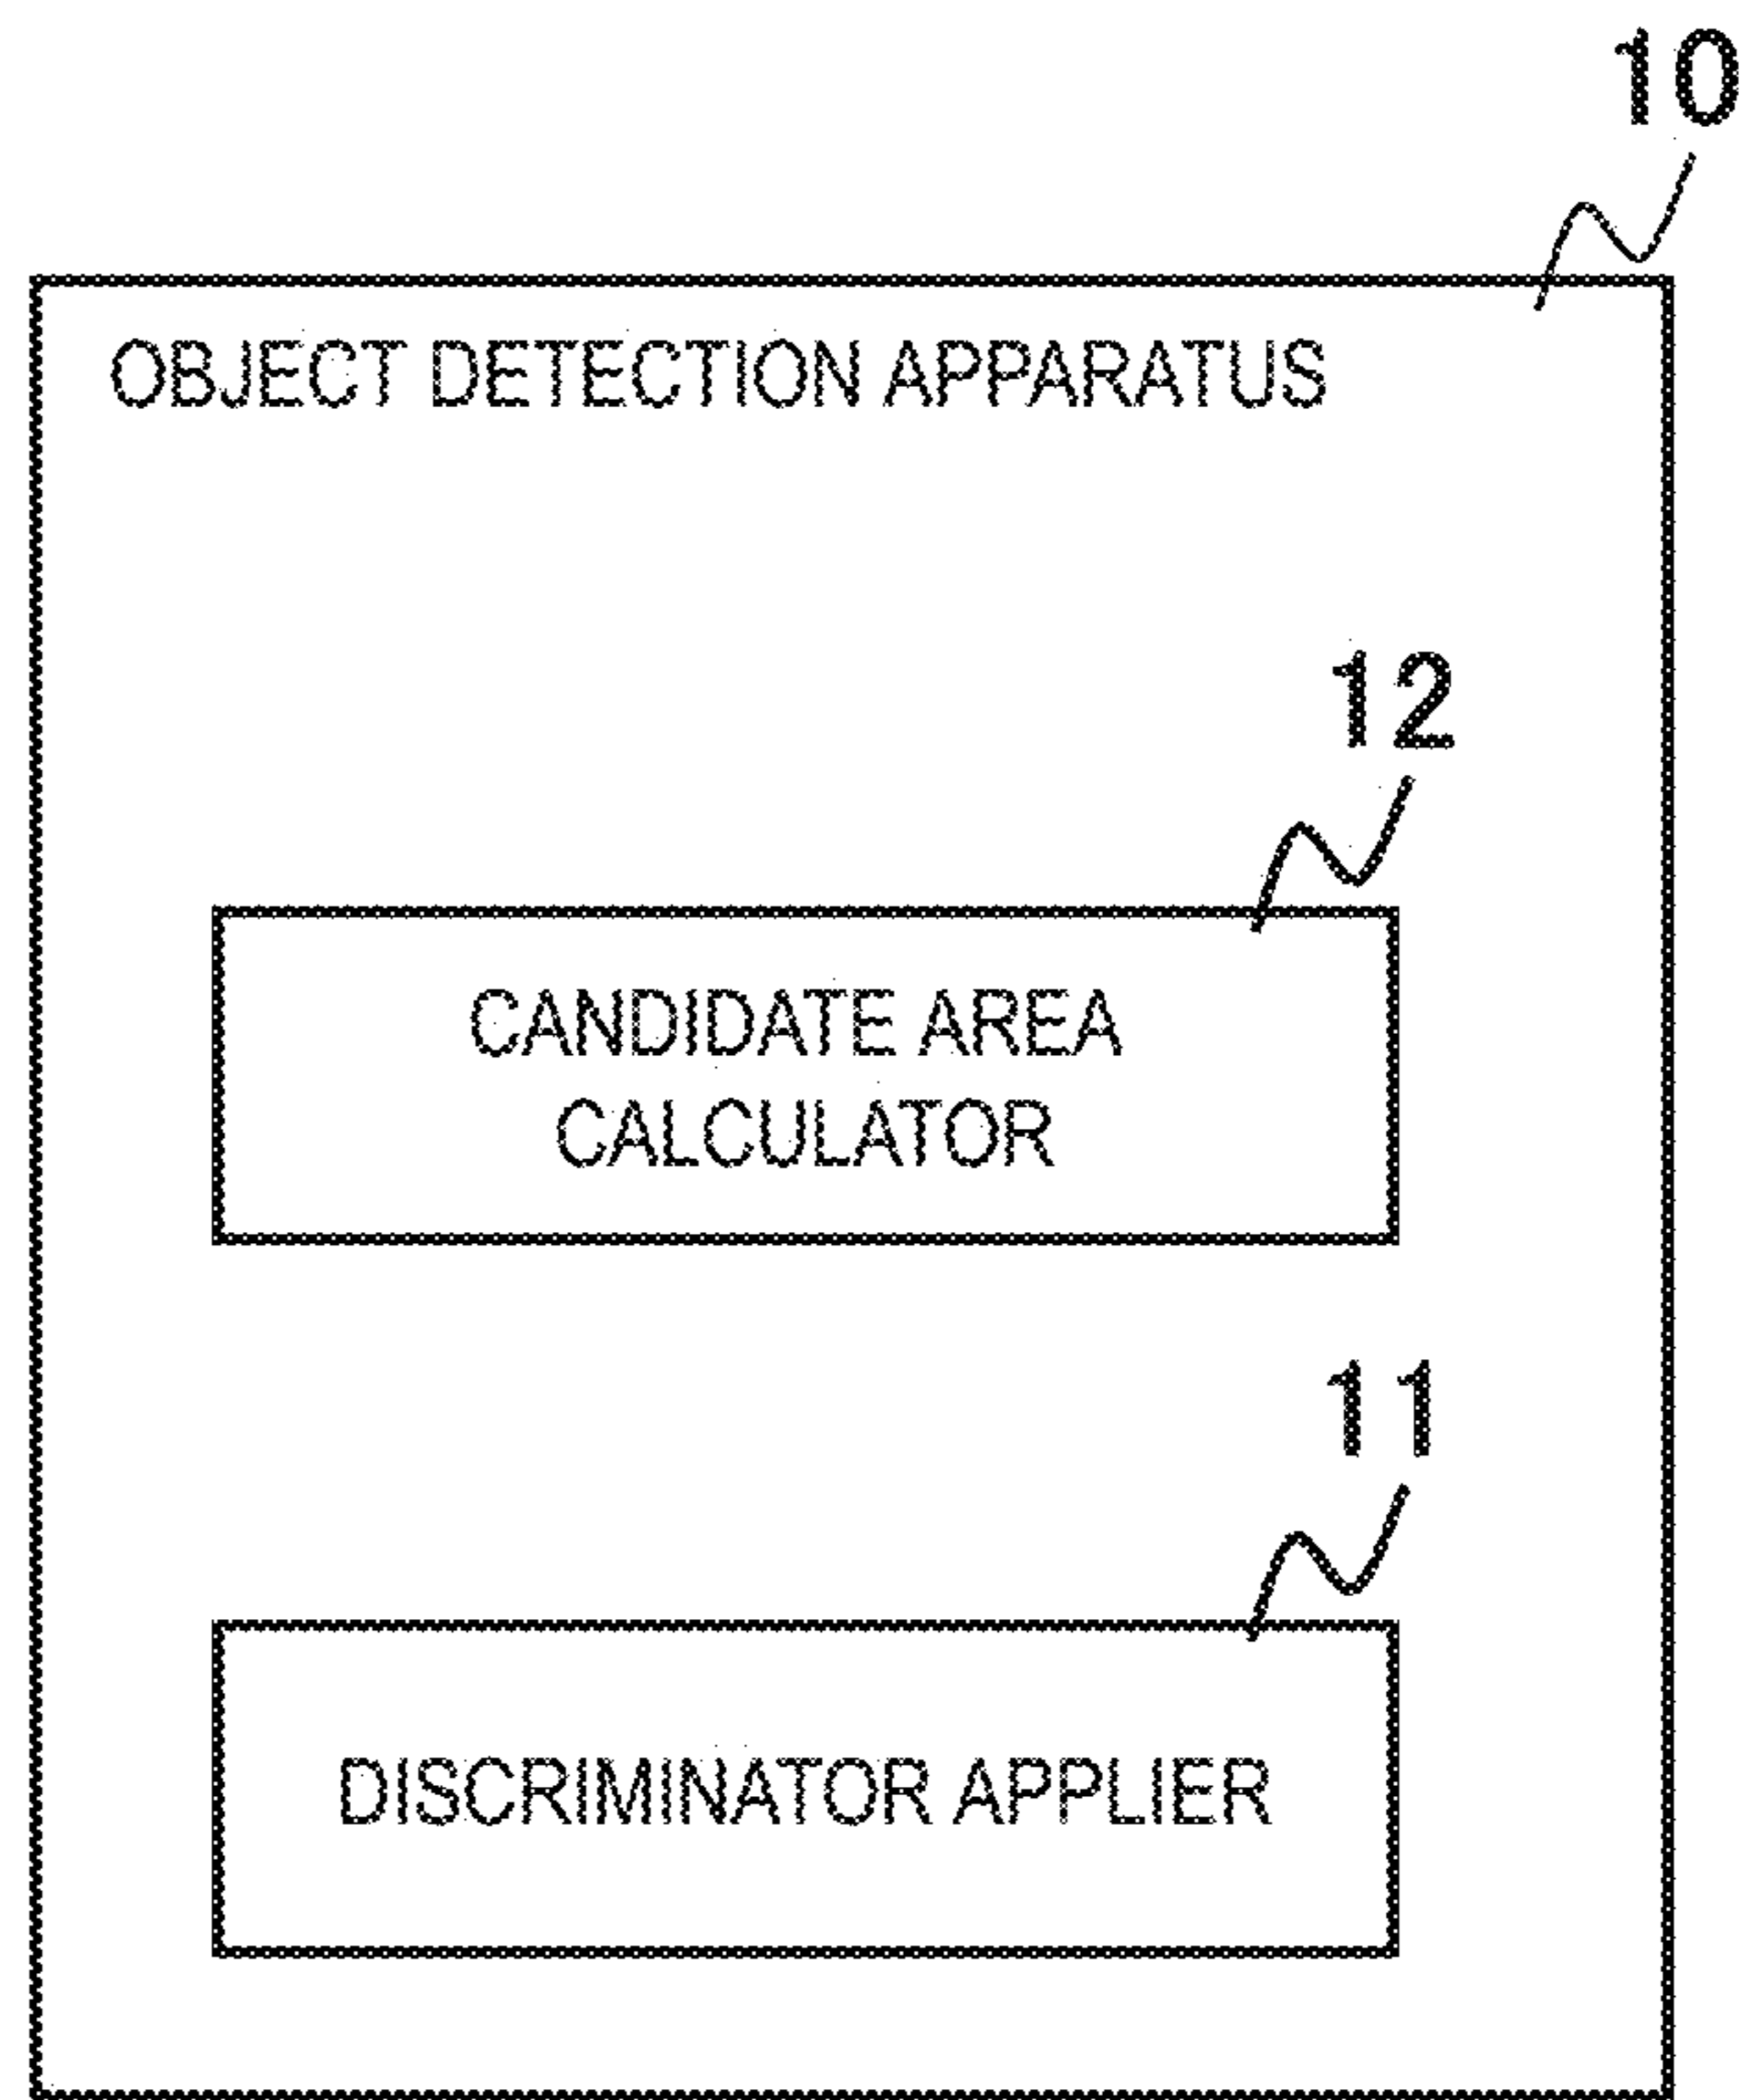 10
OBJECT DETECTION APPARATUS
12
CANDIDATE AREA
CALCULATOR
11
DISCRIMINATOR APPLIER